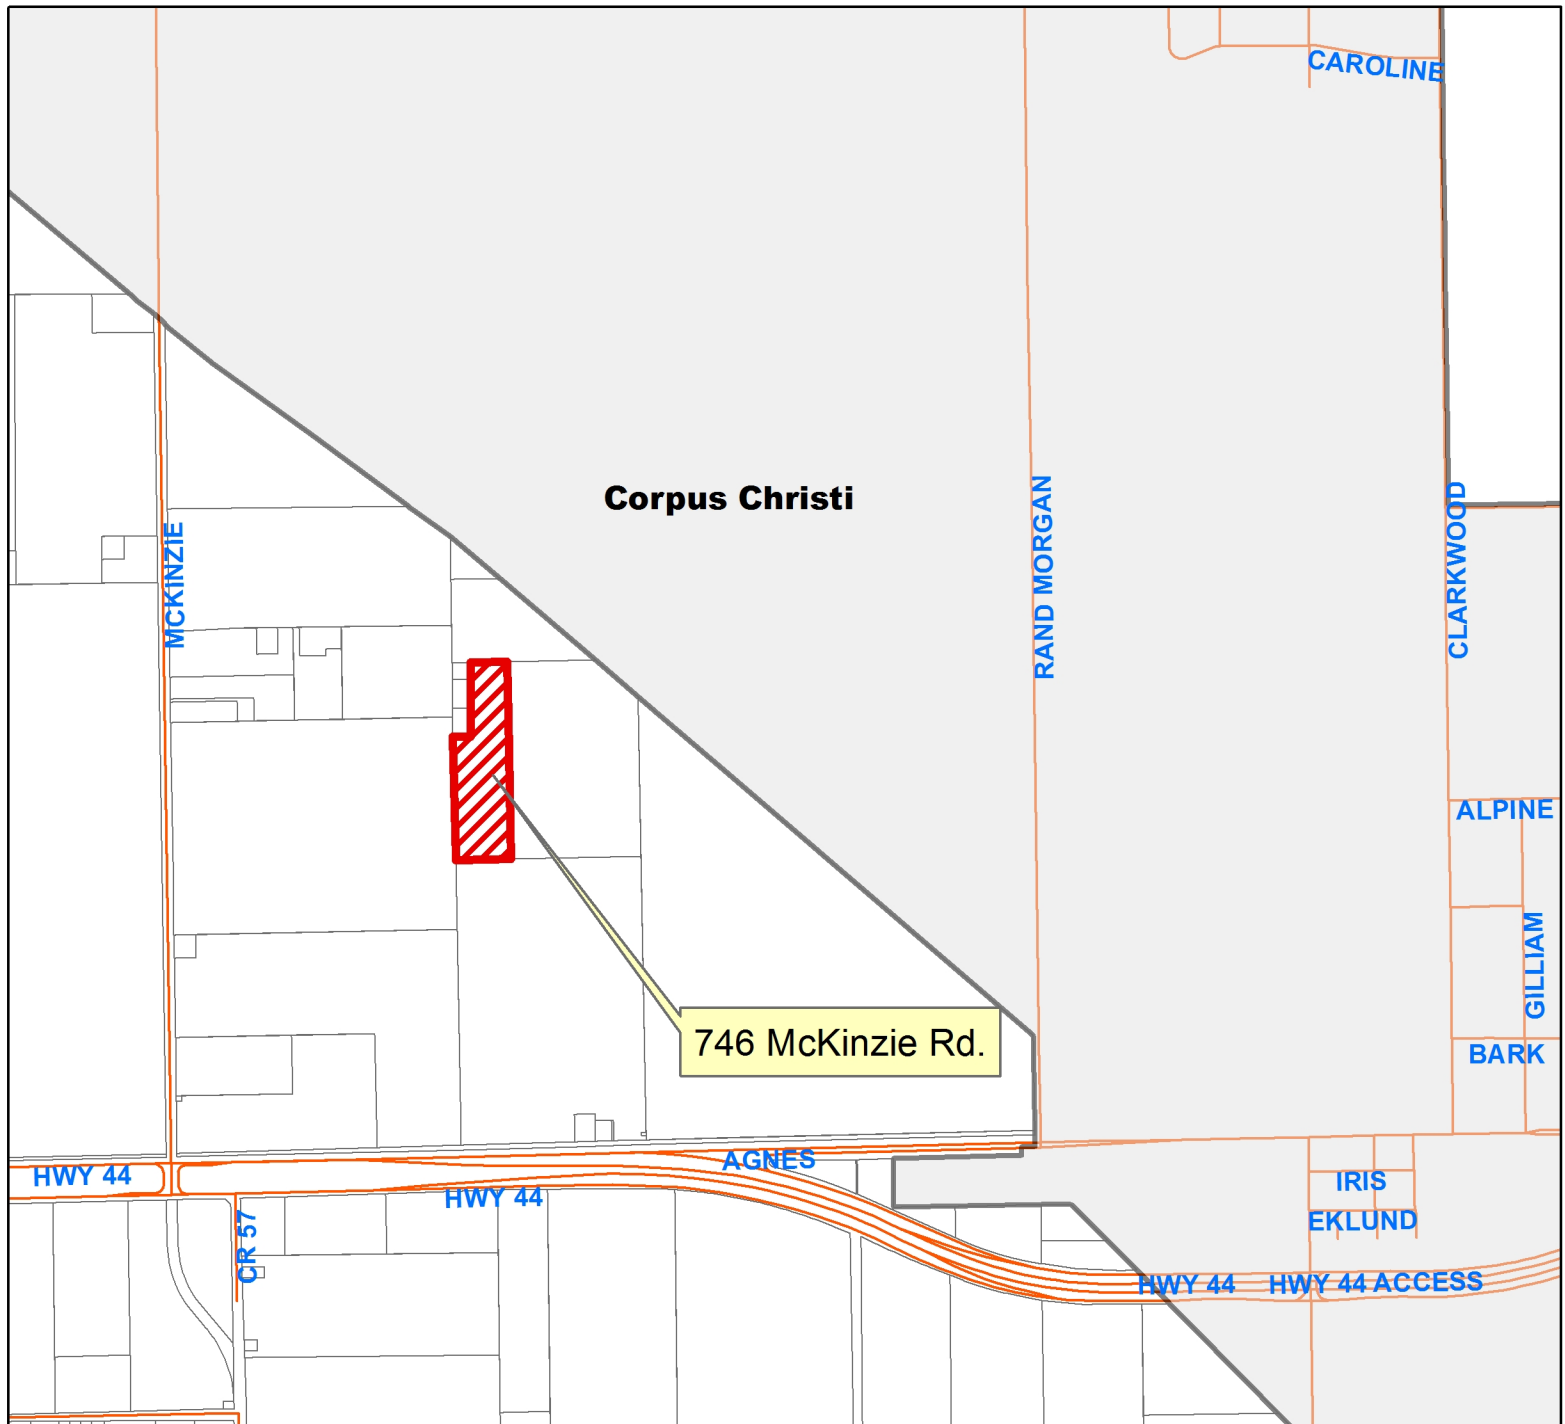 CAROLINE
Corpus Christi
RAND MORGAN
CLARKWOOD
MCKINZIE
ALPINE
GILLIAM
746 McKinzie Rd.
BARK
AGNES
HWY 44
IRIS
HWY 44
EKLUND
CR 57
HWY 44
HWY 44 ACCESS